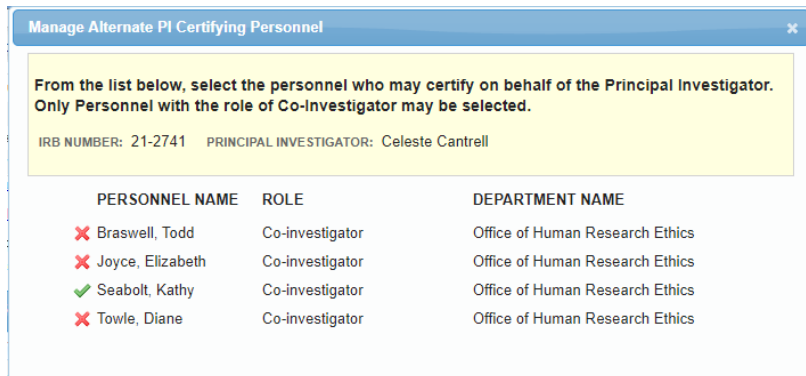 Manage Alternate PI Certifying Personnel
From the list below, select the personnel who may certify on behalf of the Principal Investigator.
Only Personnel with the role of Co-Investigator may be selected.
IRB NUMBER: 21-2741 PRINCIPAL INVESTIGATOR: Celeste Cantrell
PERSONNEL NAME ROLE DEPARTMENT NAME
Braswell, Todd Co-investigator Office of Human Research Ethics
Joyce, Elizabeth Co-investigator Office of Human Research Ethics
Seabolt, Kathy Co-investigator Office of Human Research Ethics
Towle, Diane Co-investigator Office of Human Research Ethics